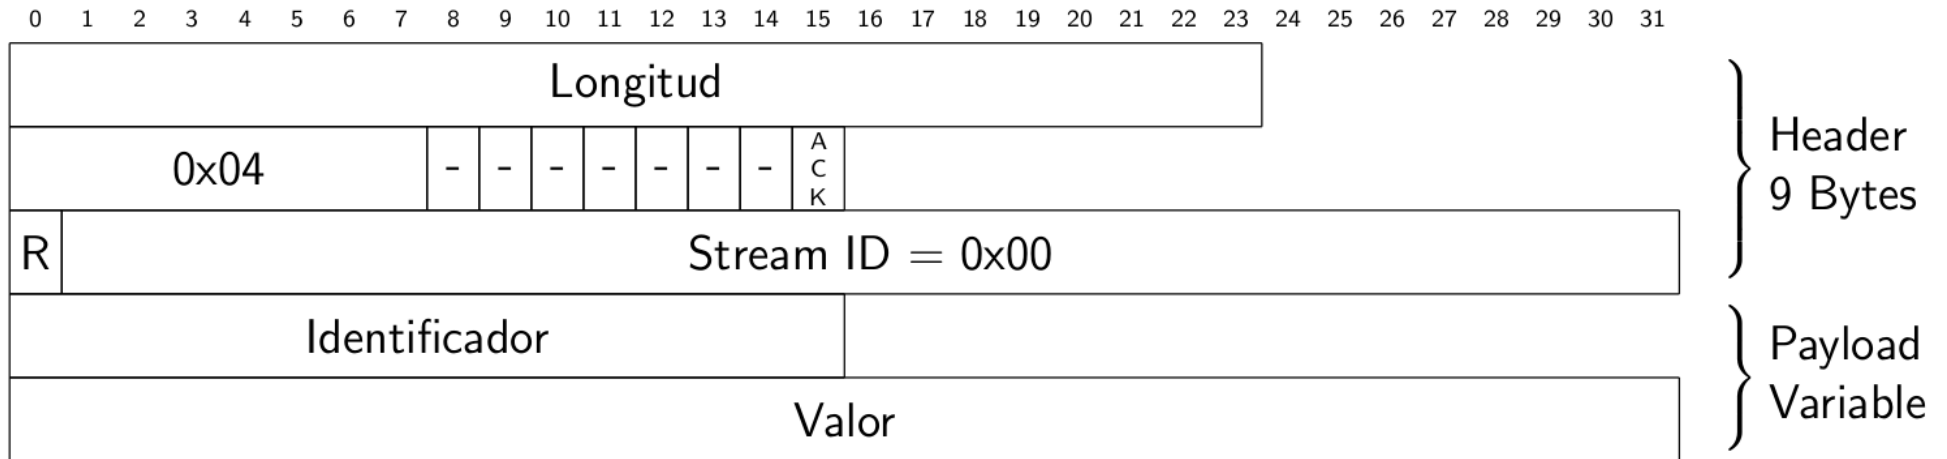 0 1 2 3 4 5 6 7 8 9 10 11 12 13 14 15 16 17 18 19 20 21 22 23 24 25 26 27 28 29 30 31
Longitud
0x04 - - - - - - - ACK
R Stream ID = 0x00
Identificador
Valor
Header
9 Bytes
Payload
Variable